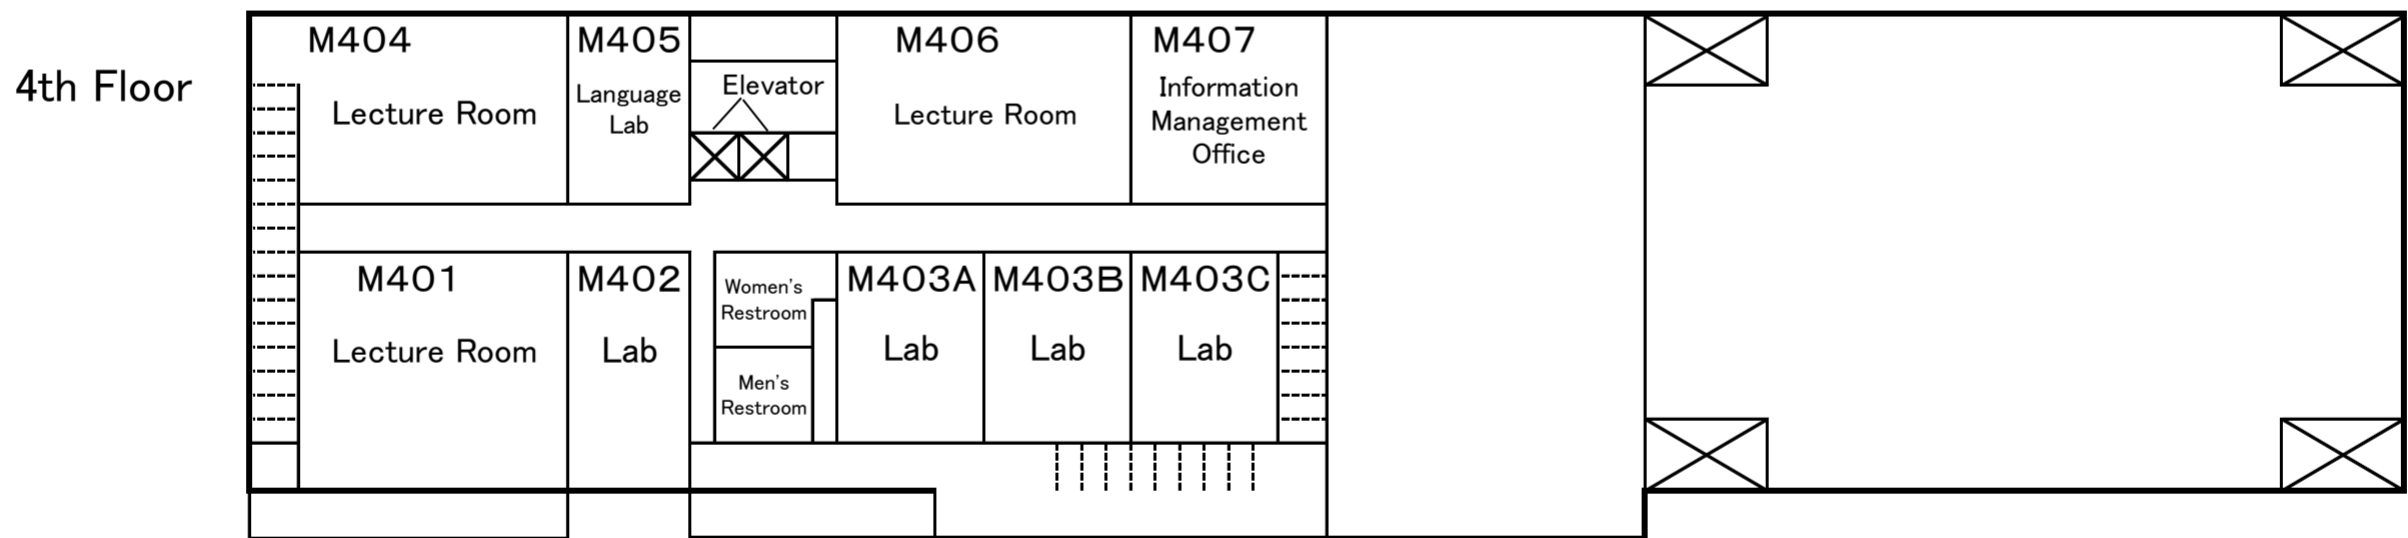 4th Floor
M404
Lecture Room
M405
Language
Lab
Elevator
M406
Lecture Room
M407
Information
Management
Office
M401
Lecture Room
M402
Lab
Women's
Restroom
Men's
Restroom
M403A
Lab
M403B
Lab
M403C
Lab